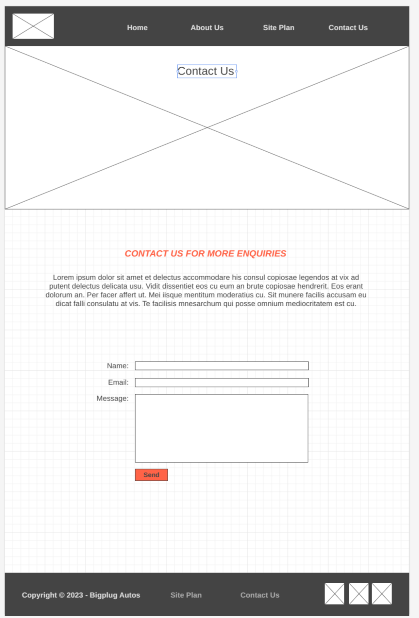 Home About Us Site Plan Contact Us
Contact Us
CONTACT US FOR MORE ENQUIRIES
Lorem ipsum dolor sit amet et delectus accommodare his consul copiosae legendos at vix ad
putent delectus delicata usu. Vidit dissentiet eos cu eum an brute copiosae hendrerit. Eos erant
dolorum an. Per facer affert ut. Mei iisque mentitum moderatius cu. Sit munere facilis accusam eu
dicat falli consulatu at vis. Te facilisis mnesarchum qui posse omnium mediocritatem est cu.
Name:
Email:
Message:
Send
Copyright © 2023 - Bigplug Autos Site Plan Contact Us